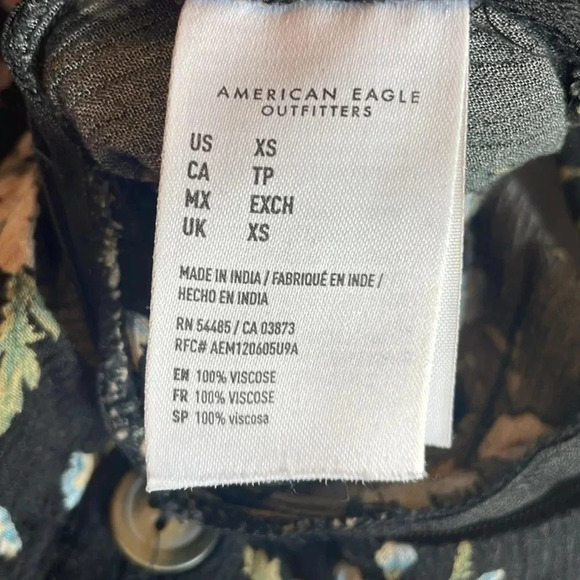 AMERICAN EAGLE
OUTFITTERS
US XS
CA TP
MX EXCH
UK XS
MADE IN INDIA / FABRIQUÉ EN INDE /
HECHO EN INDIA
RN 54485 / CA 03873
RFC# AEM120605U9A
EN 100% VISCOSE
FR 100% VISCOSE
SP 100% viscosa